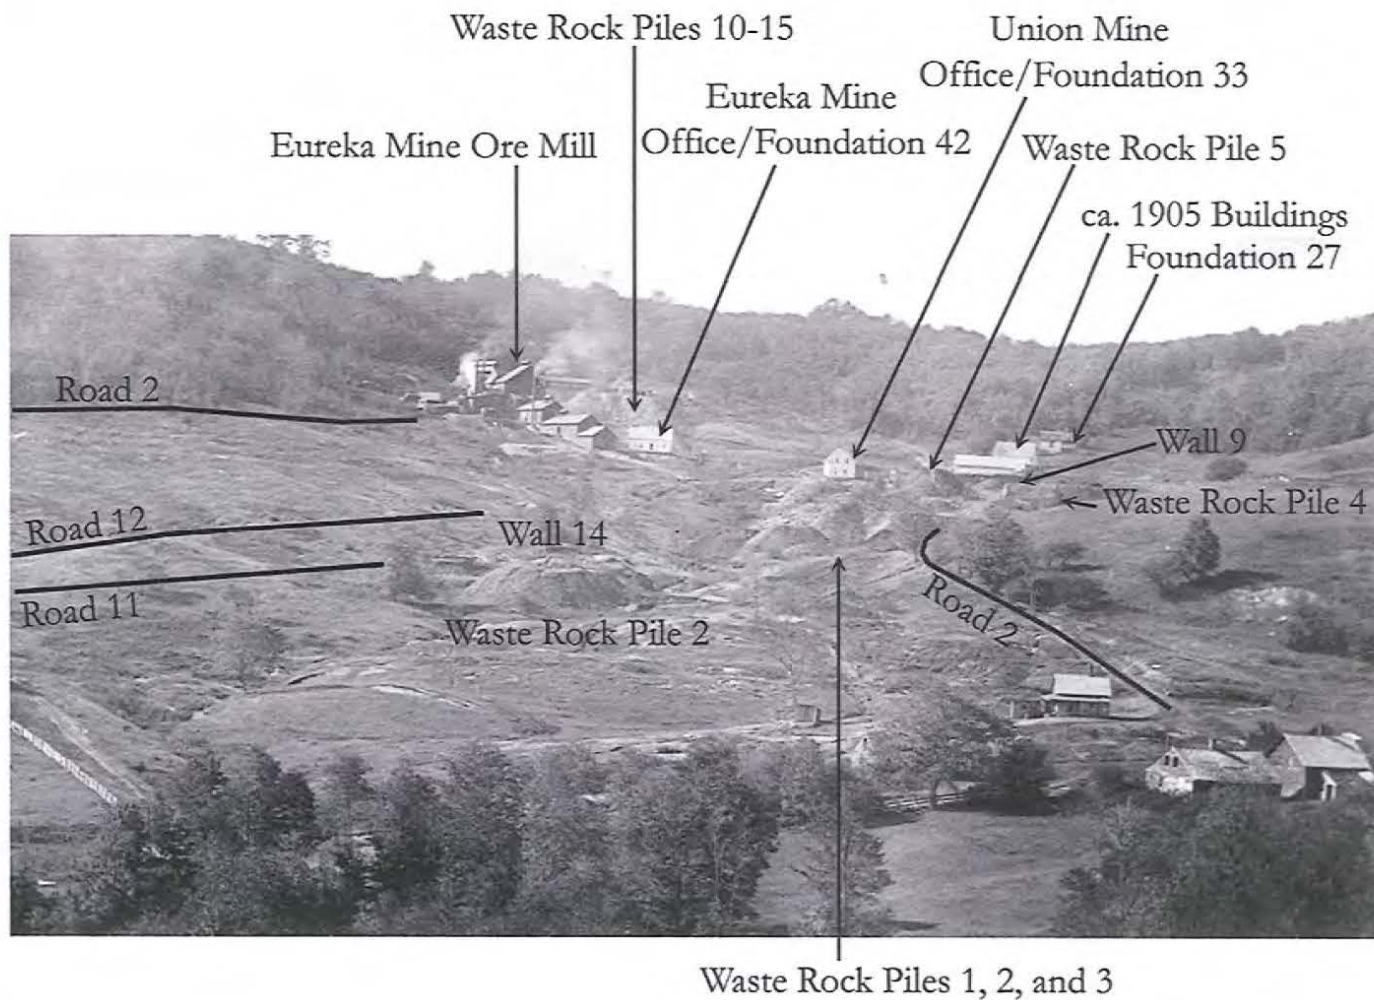 Waste Rock Piles 10-15
Union Mine
Office/Foundation 33
Eureka Mine
Office/Foundation 42
Eureka Mine Ore Mill
Waste Rock Pile 5
ca. 1905 Buildings
Foundation 27
Road 2
Wall 9
Waste Rock Pile 4
Road 12
Wall 14
Road 11
Road 2
Waste Rock Pile 2
Waste Rock Piles 1, 2, and 3